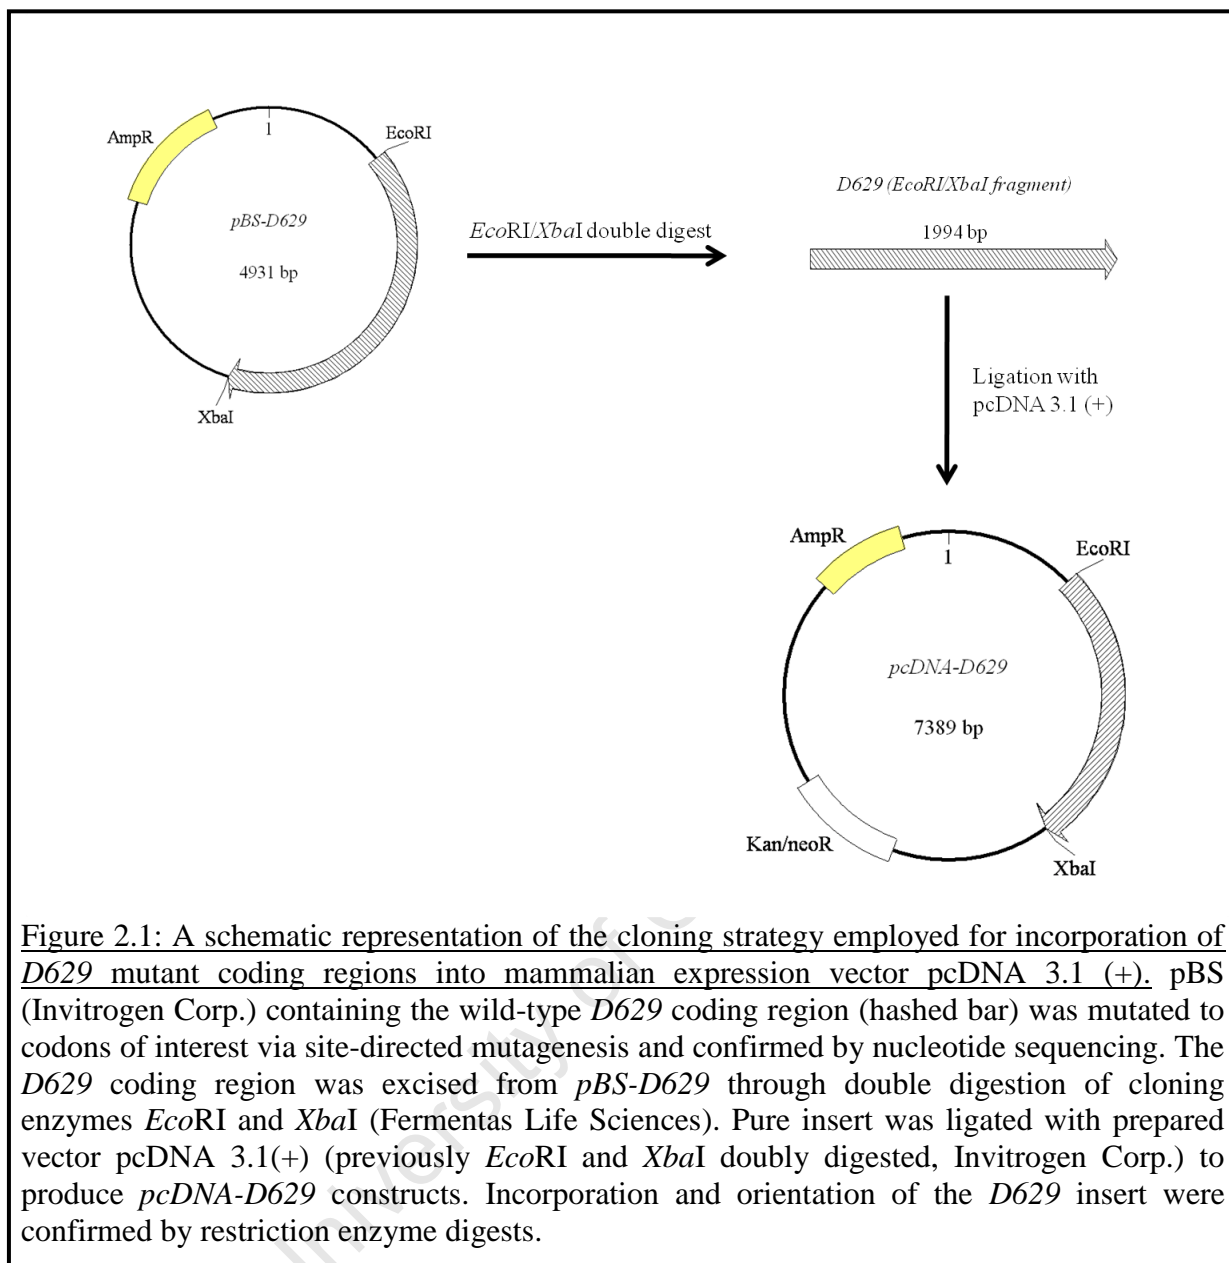 AmpR
1
EcoRI
pBS-D629
4931 bp
XbaI
EcoRI/XbaI double digest
D629 (EcoRI/XbaI fragment)
1994 bp
Ligation with
pcDNA 3.1 (+)
AmpR
1
EcoRI
pcDNA-D629
7389 bp
Kan/neoR
XbaI
Figure 2.1: A schematic representation of the cloning strategy employed for incorporation of
D629 mutant coding regions into mammalian expression vector pcDNA 3.1 (+). pBS
(Invitrogen Corp.) containing the wild-type D629 coding region (hashed bar) was mutated to
codons of interest via site-directed mutagenesis and confirmed by nucleotide sequencing. The
D629 coding region was excised from pBS-D629 through double digestion of cloning
enzymes EcoRI and XbaI (Fermentas Life Sciences). Pure insert was ligated with prepared
vector pcDNA 3.1(+) (previously EcoRI and XbaI doubly digested, Invitrogen Corp.) to
produce pcDNA-D629 constructs. Incorporation and orientation of the D629 insert were
confirmed by restriction enzyme digests.
University of